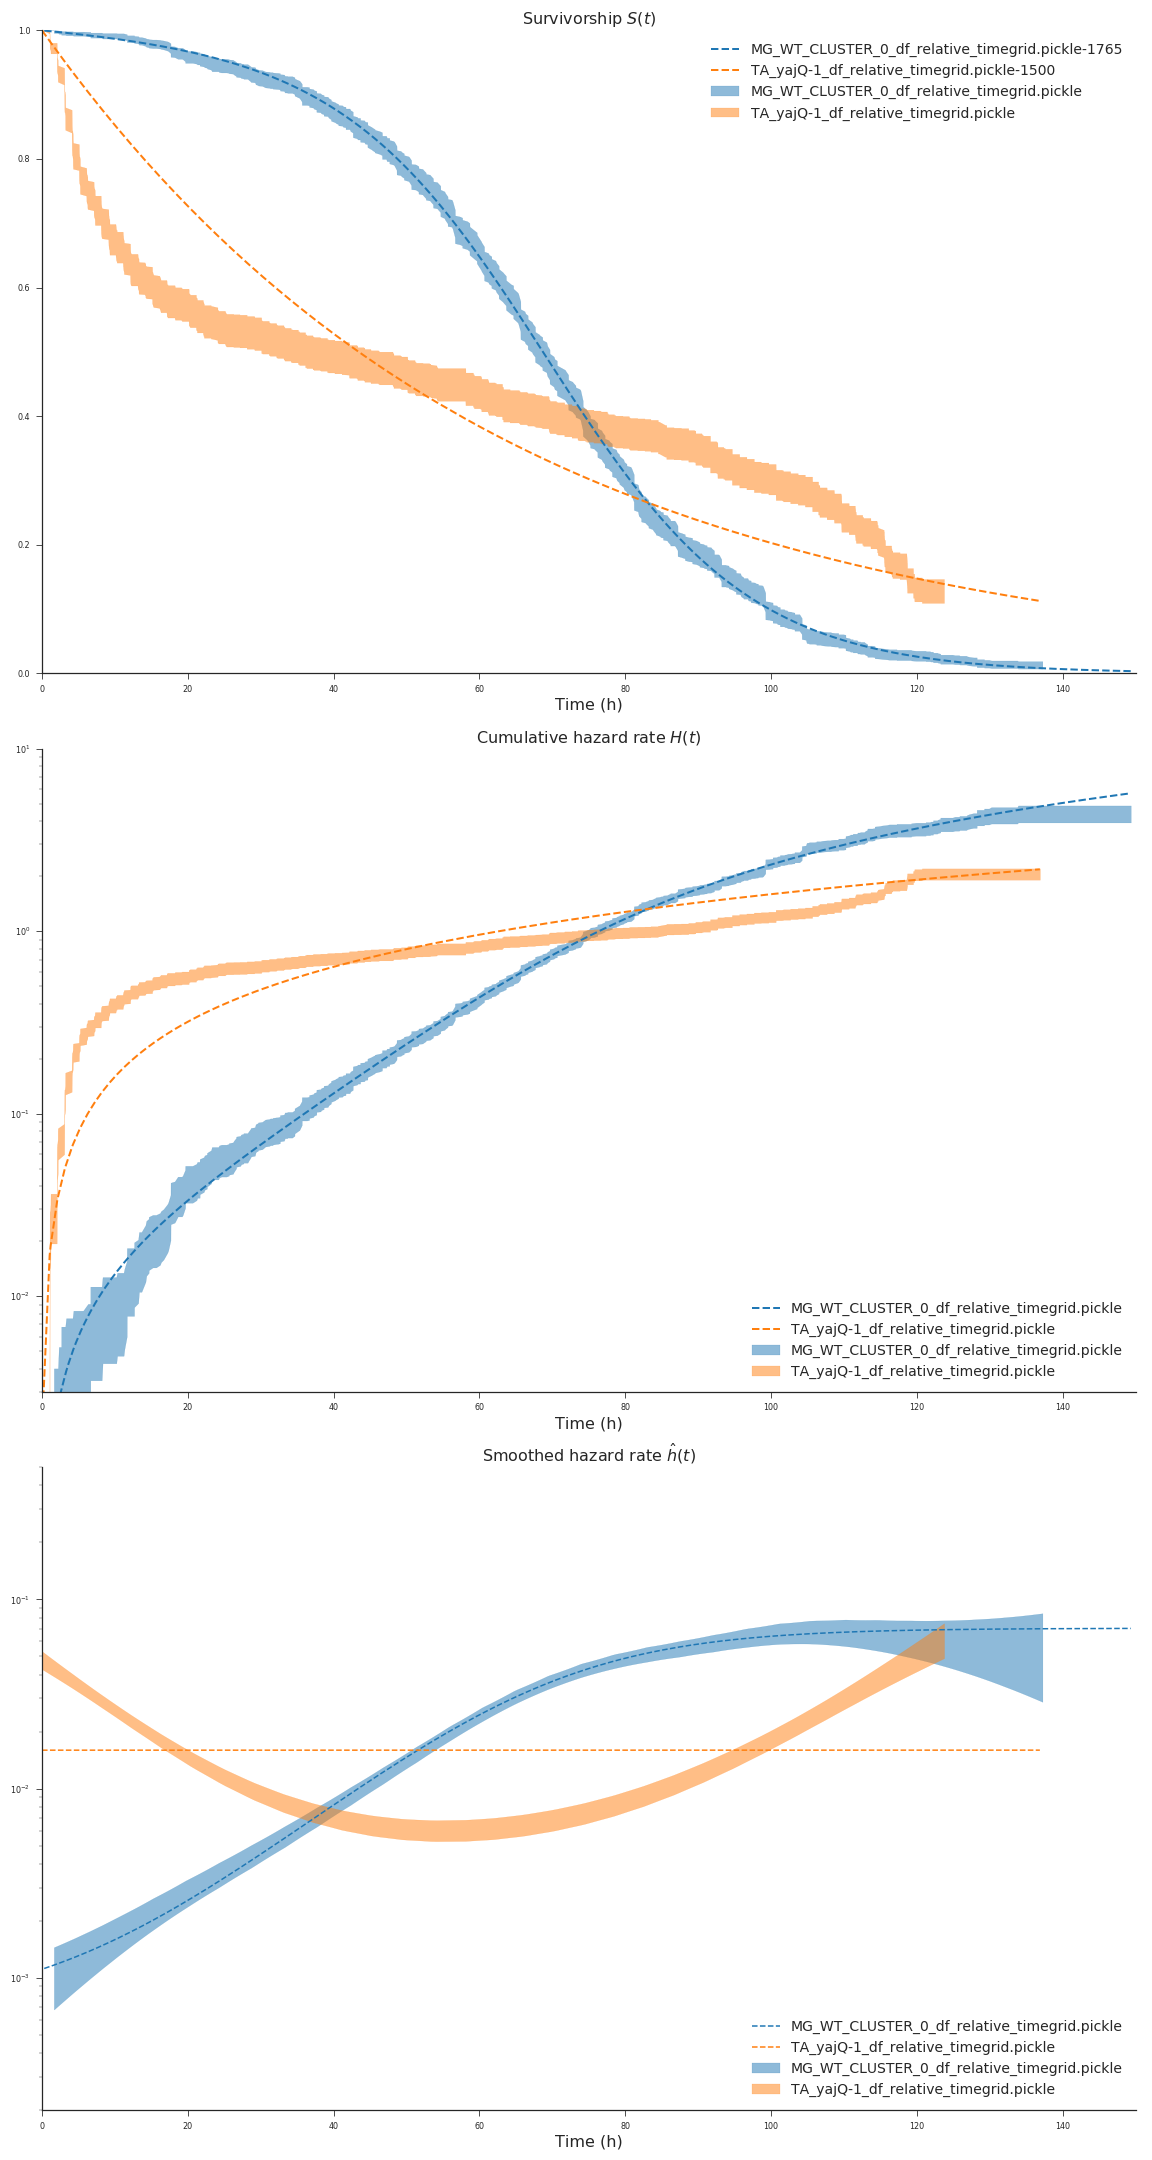 Survivorship S(t)
1.0
0.8
0.6
0.4
0.2
0.0
MG_WT_CLUSTER_0_df_relative_timegrid.pickle-1765
TA_yajQ-1_df_relative_timegrid.pickle-1500
MG_WT_CLUSTER_0_df_relative_timegrid.pickle
TA_yajQ-1_df_relative_timegrid.pickle
0 20 40 60 80 100 120 140
Time (h)
Cumulative hazard rate H(t)
10¹
10⁰
10⁻¹
10⁻²
MG_WT_CLUSTER_0_df_relative_timegrid.pickle
TA_yajQ-1_df_relative_timegrid.pickle
MG_WT_CLUSTER_0_df_relative_timegrid.pickle
TA_yajQ-1_df_relative_timegrid.pickle
0 20 40 60 80 100 120 140
Time (h)
Smoothed hazard rate ĥ(t)
10⁻¹
10⁻²
10⁻³
MG_WT_CLUSTER_0_df_relative_timegrid.pickle
TA_yajQ-1_df_relative_timegrid.pickle
MG_WT_CLUSTER_0_df_relative_timegrid.pickle
TA_yajQ-1_df_relative_timegrid.pickle
0 20 40 60 80 100 120 140
Time (h)